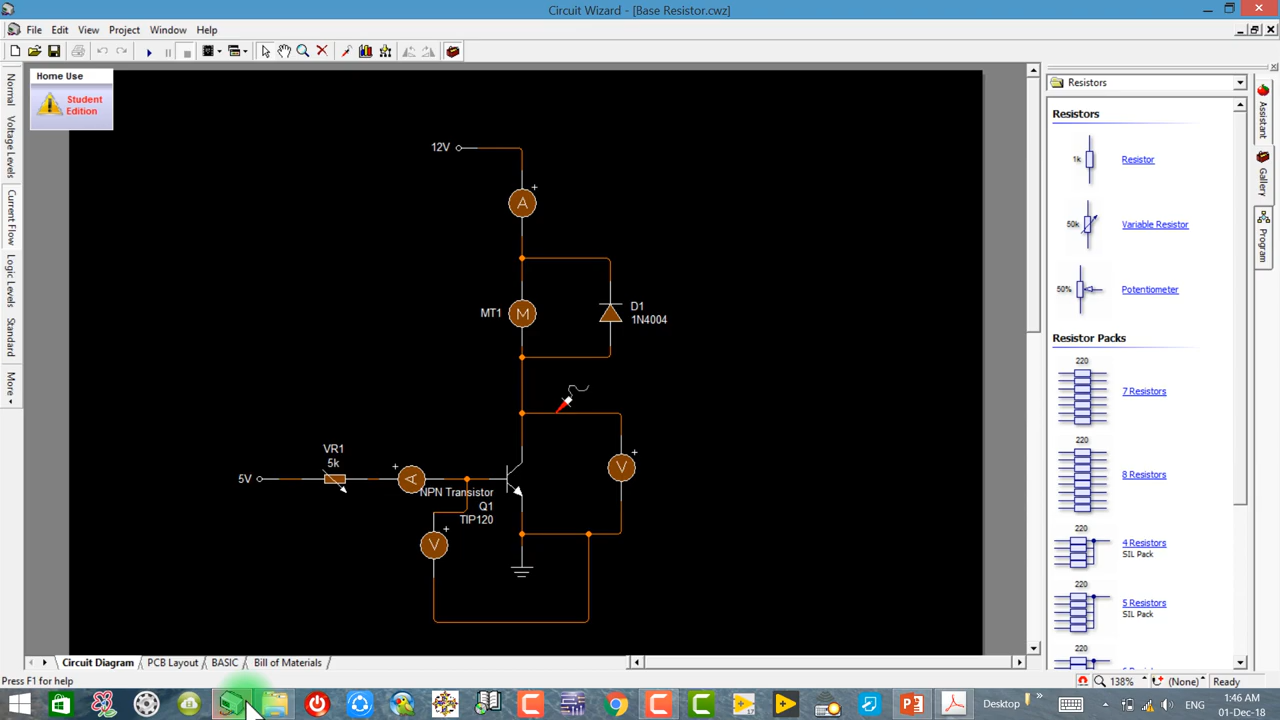 Circuit Wizard - [Base Resistor.cwz]
File Edit View Project Window Help
Normal
Voltage Levels
Current Flow
Logic Levels
Standard
More
Home Use
Student
Edition
12V
A
+
M
MT1
D1
1N4004
VR1
5k
5V
+
A
NPN Transistor
Q1
TIP120
V
+
V
+
Resistors
Resistors
1k
Resistor
50k
Variable Resistor
50%
Potentiometer
Resistor Packs
220
7 Resistors
220
8 Resistors
220
4 Resistors
SIL Pack
220
5 Resistors
SIL Pack
220
Assistant
Gallery
Program
Circuit Diagram PCB Layout BASIC Bill of Materials
Press F1 for help
138% (None) Ready
Desktop
ENG
1:46 AM
01-Dec-18